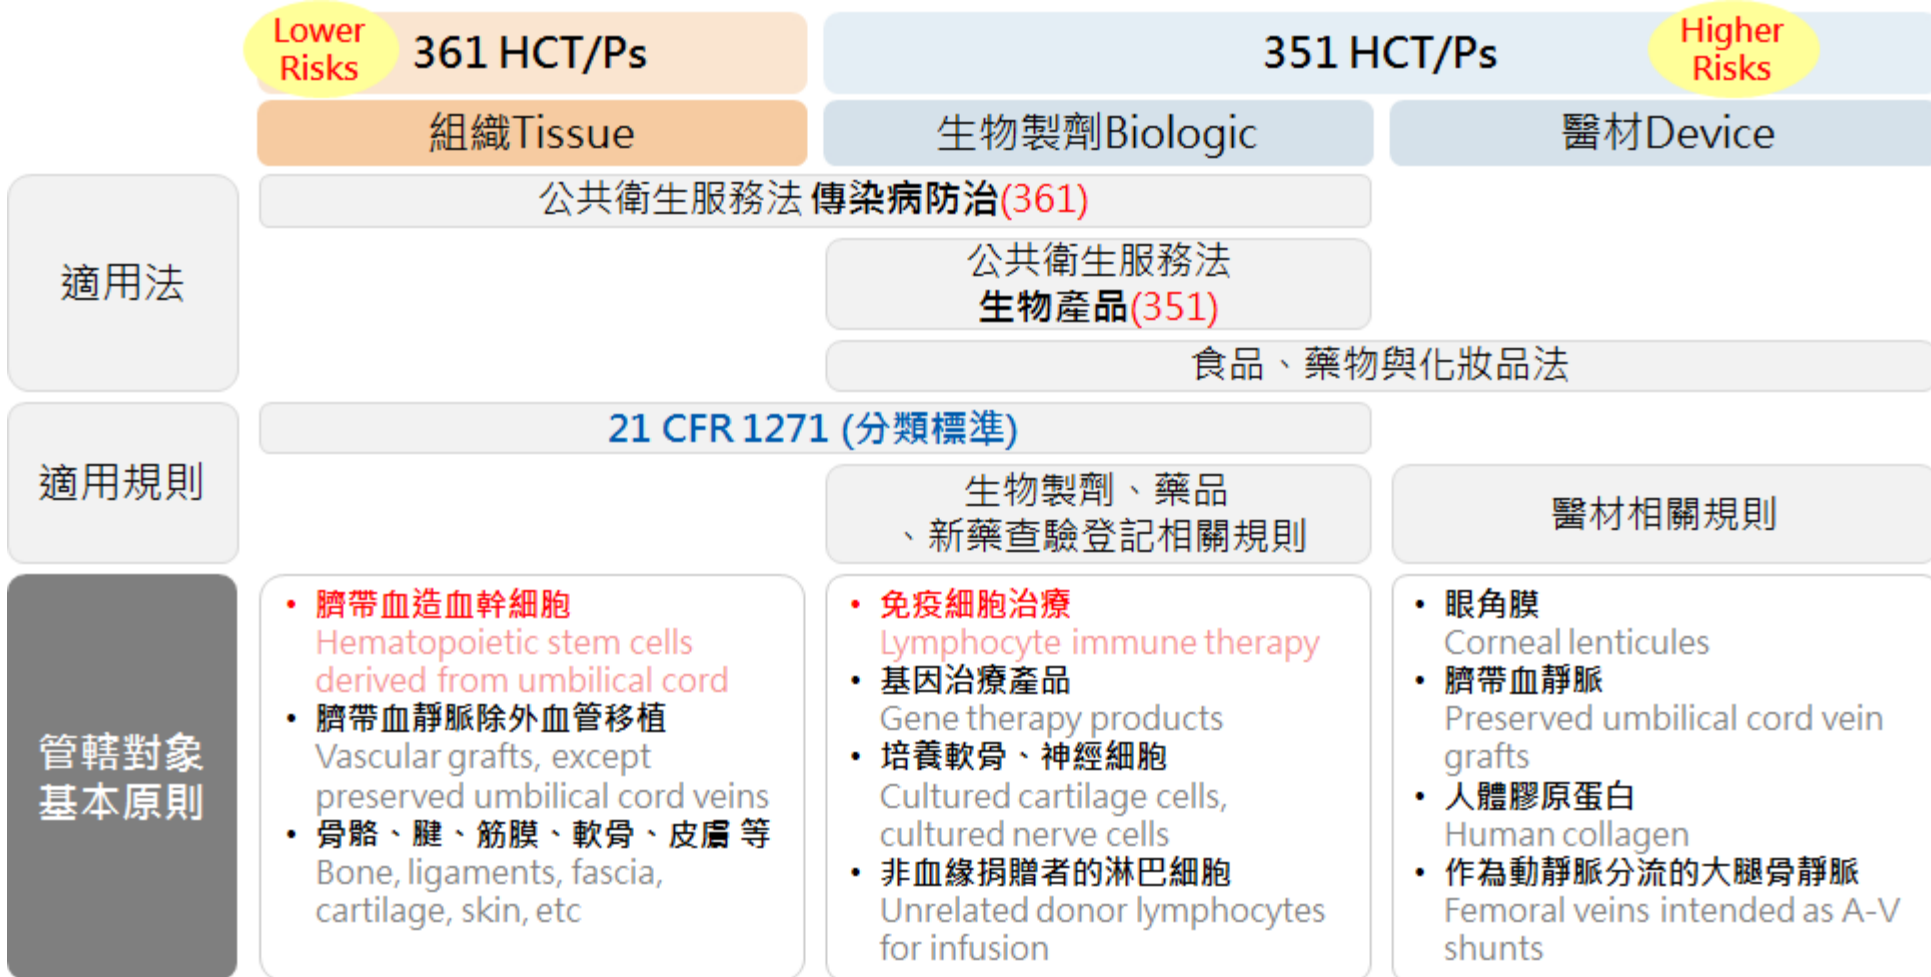 Lower
Risks
361 HCT/Ps
351 HCT/Ps
Higher
Risks
組織Tissue
生物製劑Biologic
醫材Device
適用法
公共衛生服務法 傳染病防治(361)
公共衛生服務法
生物產品(351)
食品、藥物與化妝品法
適用規則
21 CFR 1271 (分類標準)
生物製劑、藥品
、新藥查驗登記相關規則
醫材相關規則
管轄對象
基本原則
• 臍帶血造血幹細胞
Hematopoietic stem cells
derived from umbilical cord
• 臍帶血靜脈除外血管移植
Vascular grafts, except
preserved umbilical cord veins
• 骨骼、腱、筋膜、軟骨、皮膚 等
Bone, ligaments, fascia,
cartilage, skin, etc
• 免疫細胞治療
Lymphocyte immune therapy
• 基因治療產品
Gene therapy products
• 培養軟骨、神經細胞
Cultured cartilage cells,
cultured nerve cells
• 非血緣捐贈者的淋巴細胞
Unrelated donor lymphocytes
for infusion
• 眼角膜
Corneal lenticules
• 臍帶血靜脈
Preserved umbilical cord vein
grafts
• 人體膠原蛋白
Human collagen
• 作為動靜脈分流的大腿骨靜脈
Femoral veins intended as A-V
shunts